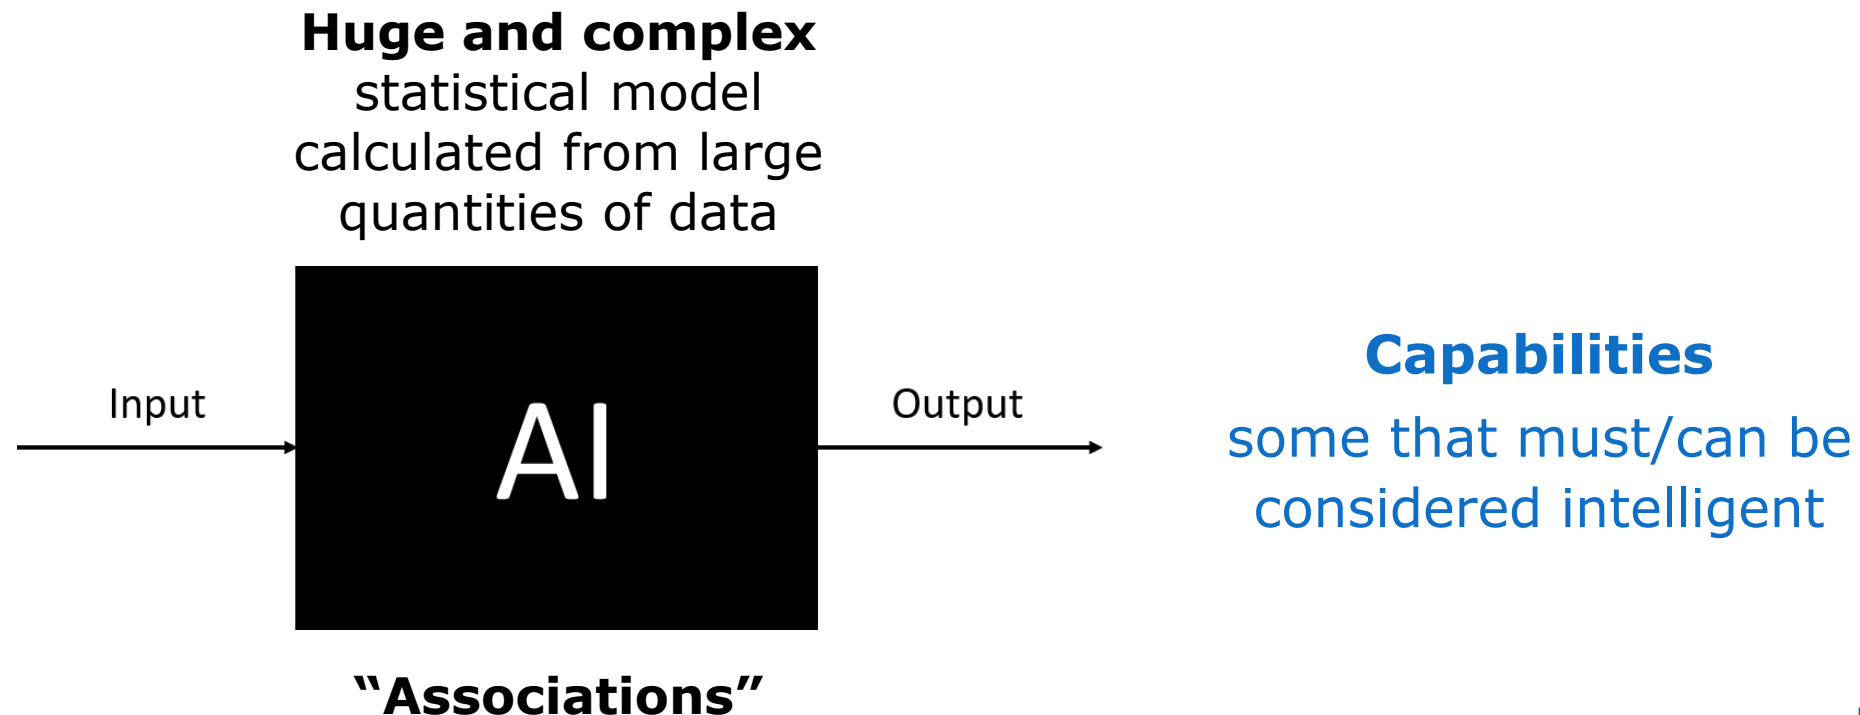 Huge and complex
statistical model
calculated from large
quantities of data
Input
AI
Output
Capabilities
some that must/can be
considered intelligent
“Associations”